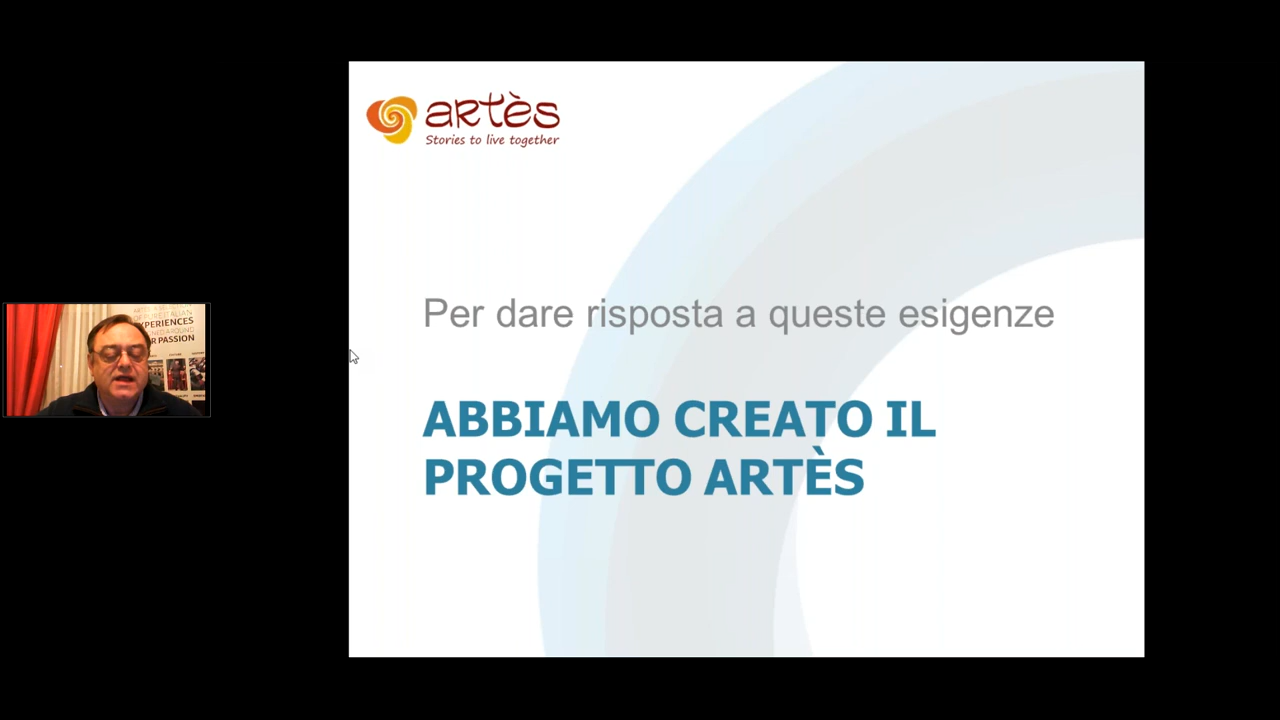 artès
Stories to live together
Per dare risposta a queste esigenze
ABBIAMO CREATO IL
PROGETTO ARTÈS
EXPERIENCES
PASSION